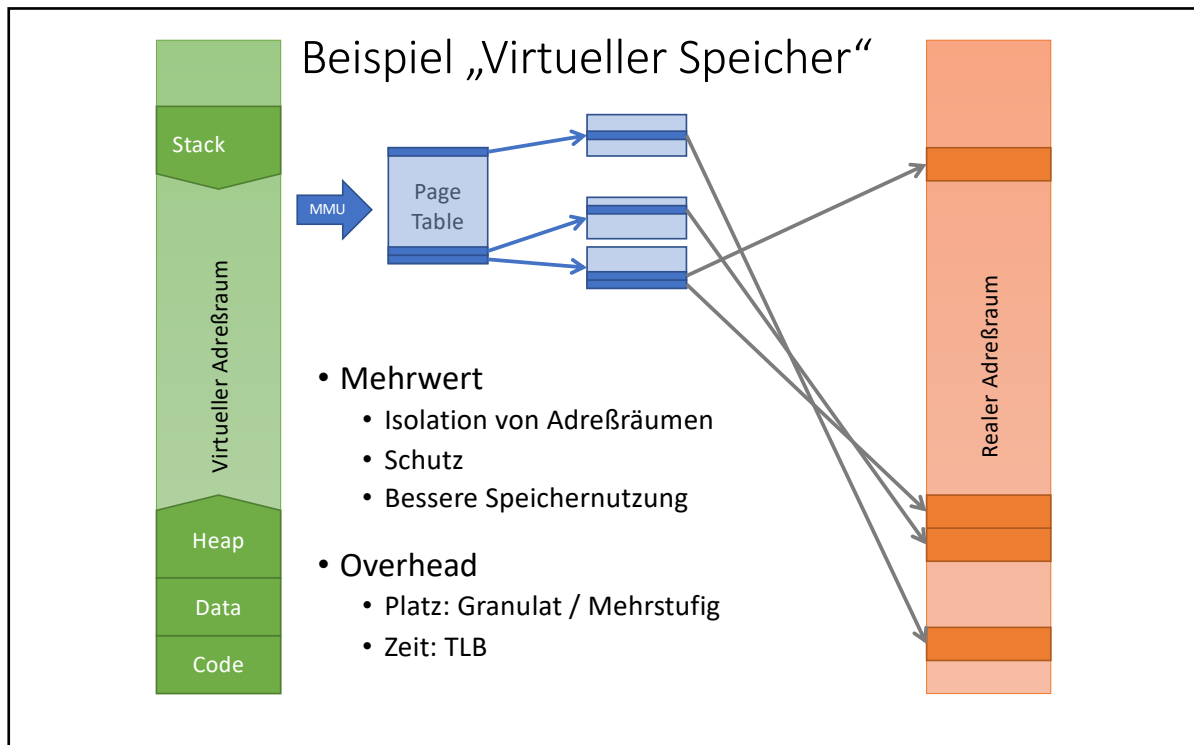 Beispiel „Virtueller Speicher“
Stack
Virtueller Adreßraum
Heap
Data
Code
MMU
Page
Table
• Mehrwert
• Isolation von Adreßräumen
• Schutz
• Bessere Speichernutzung
• Overhead
• Platz: Granulat / Mehrstufig
• Zeit: TLB
Realer Adreßraum